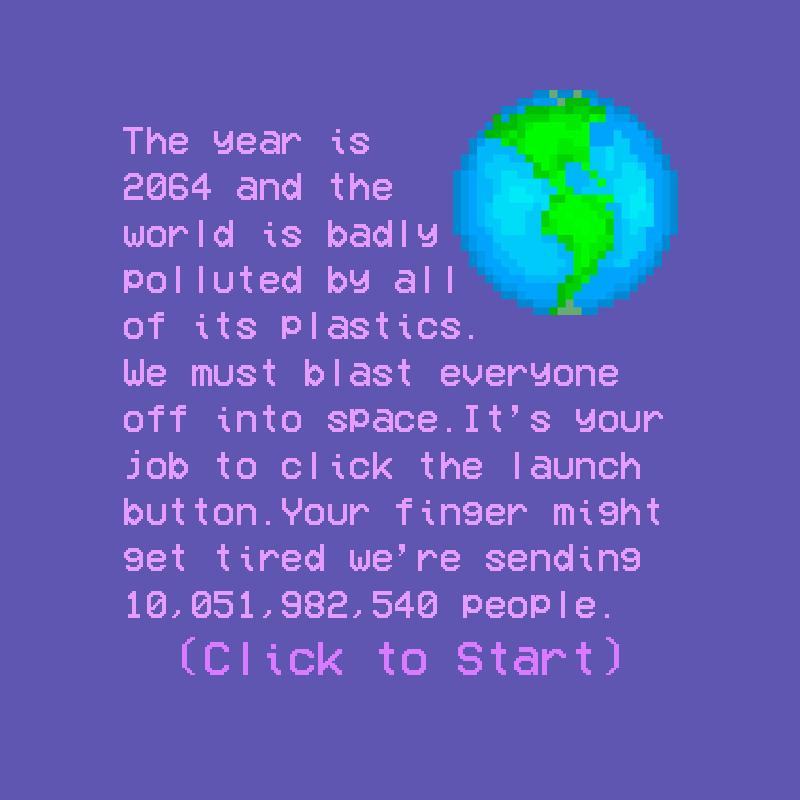 The year is
2064 and the
world is badly
polluted by all
of its plastics.
We must blast everyone
off into space.It's your
job to click the launch
button.Your finger might
get tired we're sending
10,051,982,540 people.
(Click to Start)